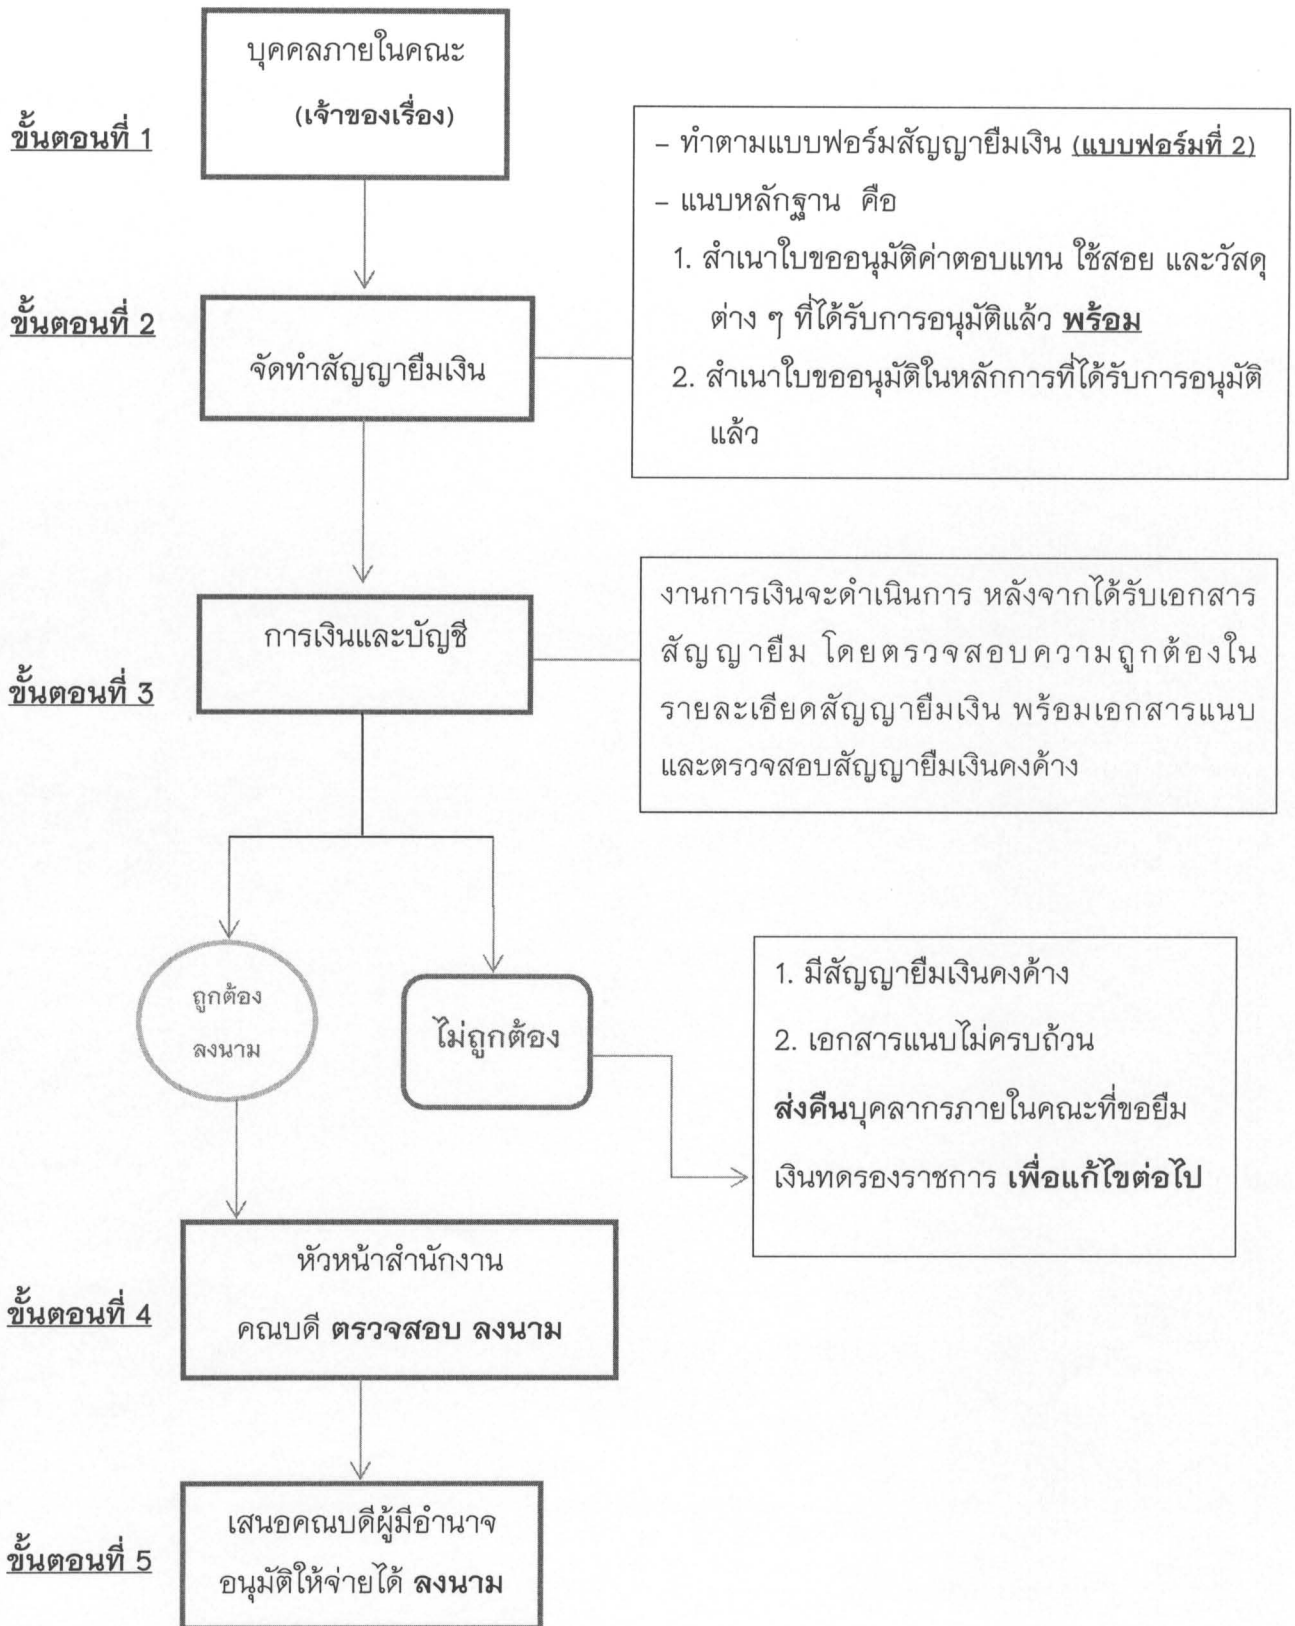 บุคคลภายในคณะ
(เจ้าของเรื่อง)
ขั้นตอนที่ 1
– ทำตามแบบฟอร์มสัญญายืมเงิน (แบบฟอร์มที่ 2)
– แนบหลักฐาน คือ
1. สำเนาใบขออนุมัติค่าตอบแทน ใช้สอย และวัสดุ
ต่าง ๆ ที่ได้รับการอนุมัติแล้ว พร้อม
2. สำเนาใบขออนุมัติในหลักการที่ได้รับการอนุมัติ
แล้ว
ขั้นตอนที่ 2
จัดทำสัญญายืมเงิน
การเงินและบัญชี
ขั้นตอนที่ 3
งานการเงินจะดำเนินการ หลังจากได้รับเอกสาร
สัญญายืม โดยตรวจสอบความถูกต้องใน
รายละเอียดสัญญายืมเงิน พร้อมเอกสารแนบ
และตรวจสอบสัญญายืมเงินคงค้าง
ถูกต้อง
ลงนาม
ไม่ถูกต้อง
1. มีสัญญายืมเงินคงค้าง
2. เอกสารแนบไม่ครบถ้วน
ส่งคืนบุคลากรภายในคณะที่ขอยืม
เงินทดรองราชการ เพื่อแก้ไขต่อไป
ขั้นตอนที่ 4
หัวหน้าสำนักงาน
คณบดี ตรวจสอบ ลงนาม
ขั้นตอนที่ 5
เสนอคณบดีผู้มีอำนาจ
อนุมัติให้จ่ายได้ ลงนาม